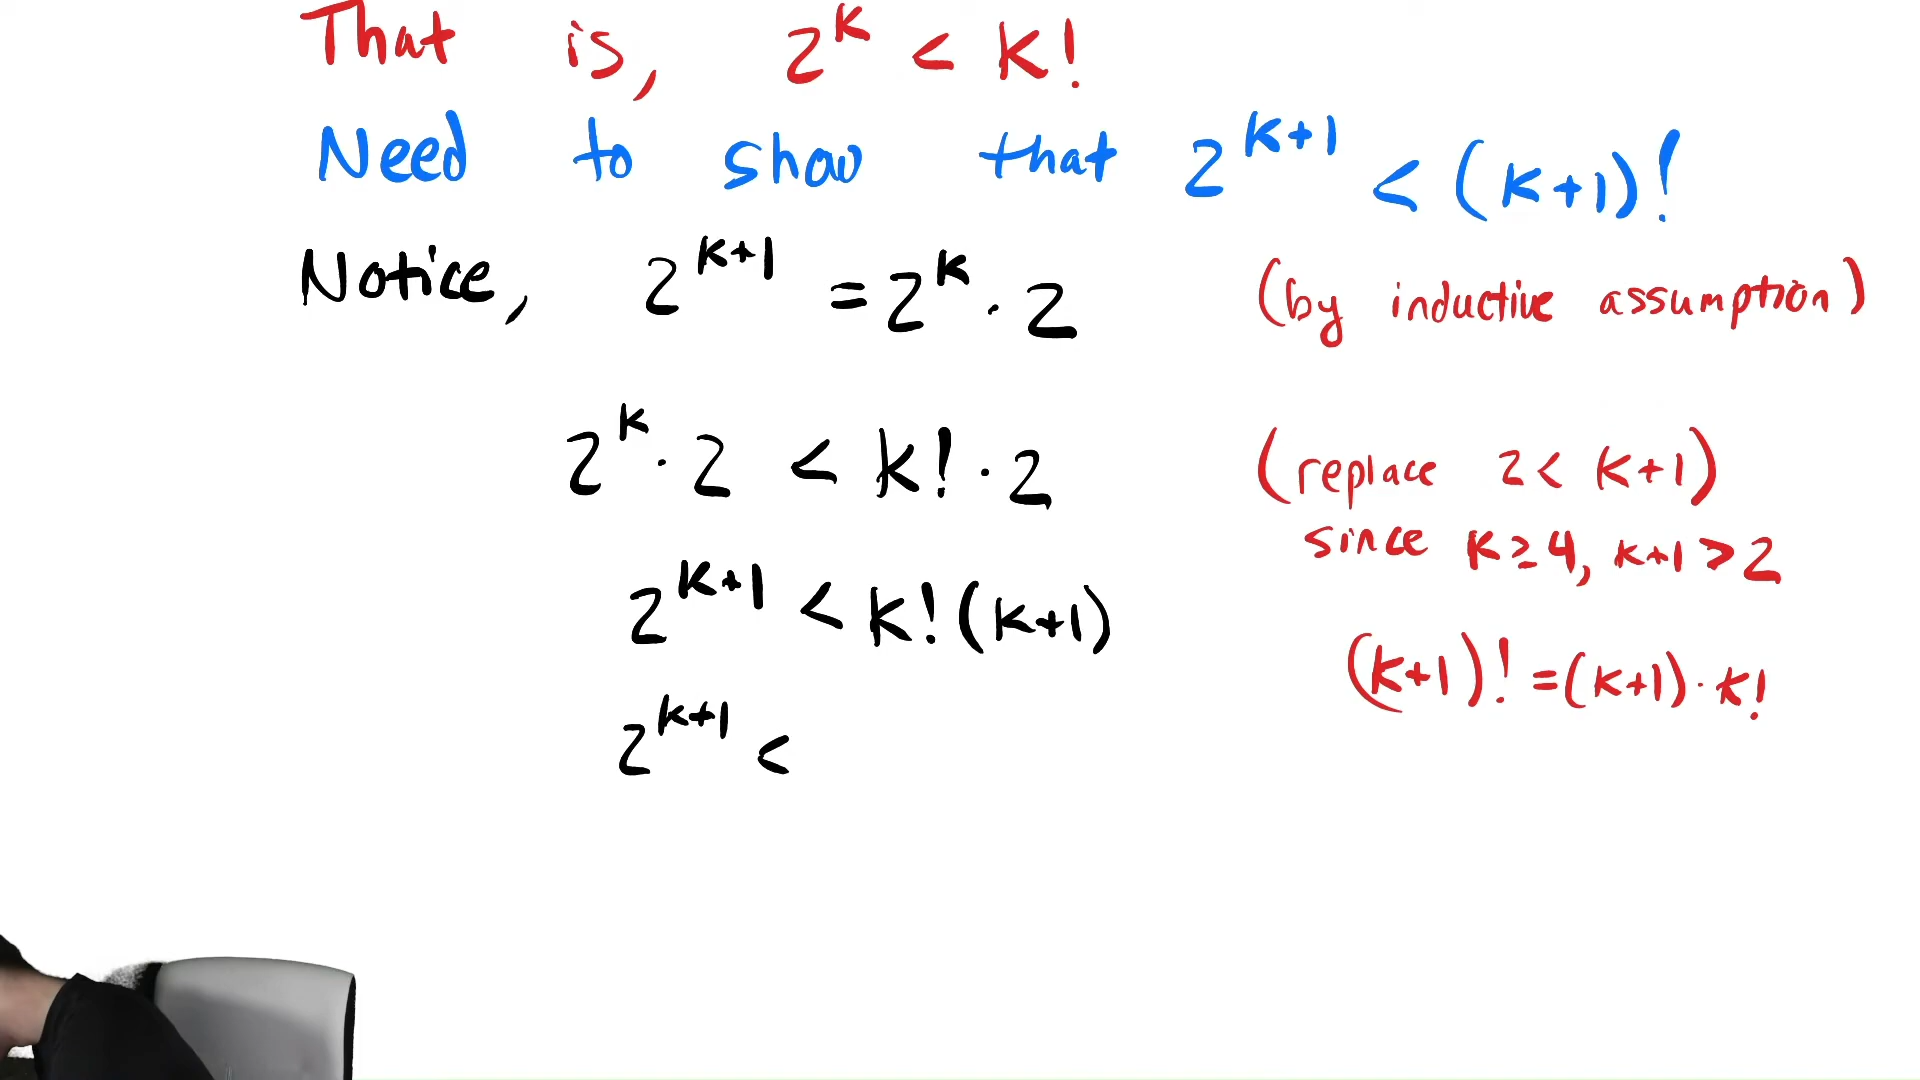 That is, 2^k < k!
Need to show that 2^{k+1} < (k+1)!
Notice, 2^{k+1} = 2^k · 2 (by inductive assumption)
2^k · 2 < k! · 2 (replace 2 < k+1)
since k ≥ 4, k+1 > 2
2^{k+1} < k! (k+1)
(k+1)! = (k+1) · k!
2^{k+1} <